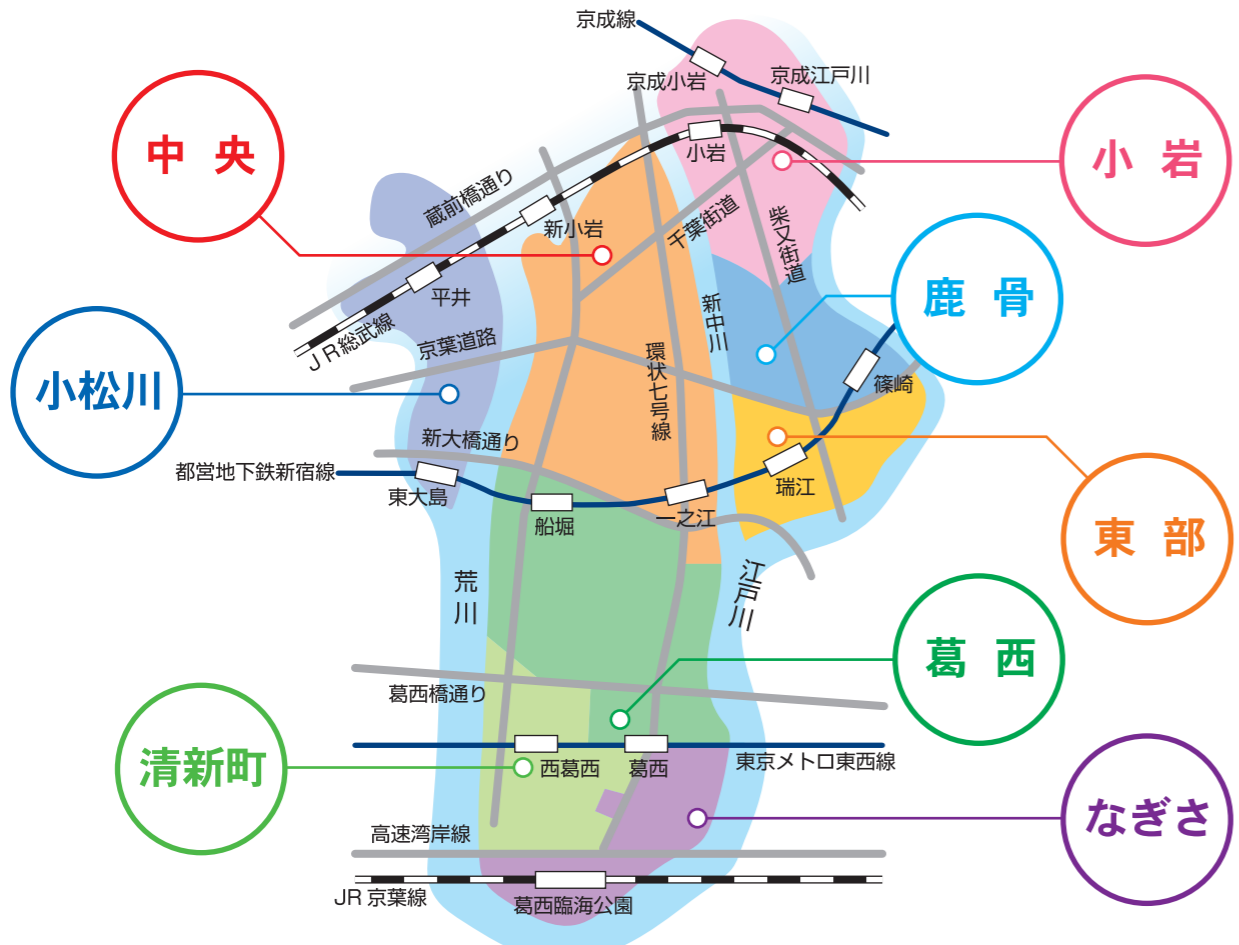 京成線
京成小岩
京成江戸川
中央
小岩
小岩
蔵前橋通り
新小岩
千葉街道
柴又街道
平井
JR総武線
鹿骨
新中川
京葉道路
環状七号線
小松川
篠崎
新大橋通り
都営地下鉄新宿線
東大島
船堀
一之江
瑞江
東部
荒川
江戸川
葛西
葛西橋通り
清新町
西葛西
葛西
東京メトロ東西線
なぎさ
高速湾岸線
JR京葉線
葛西臨海公園